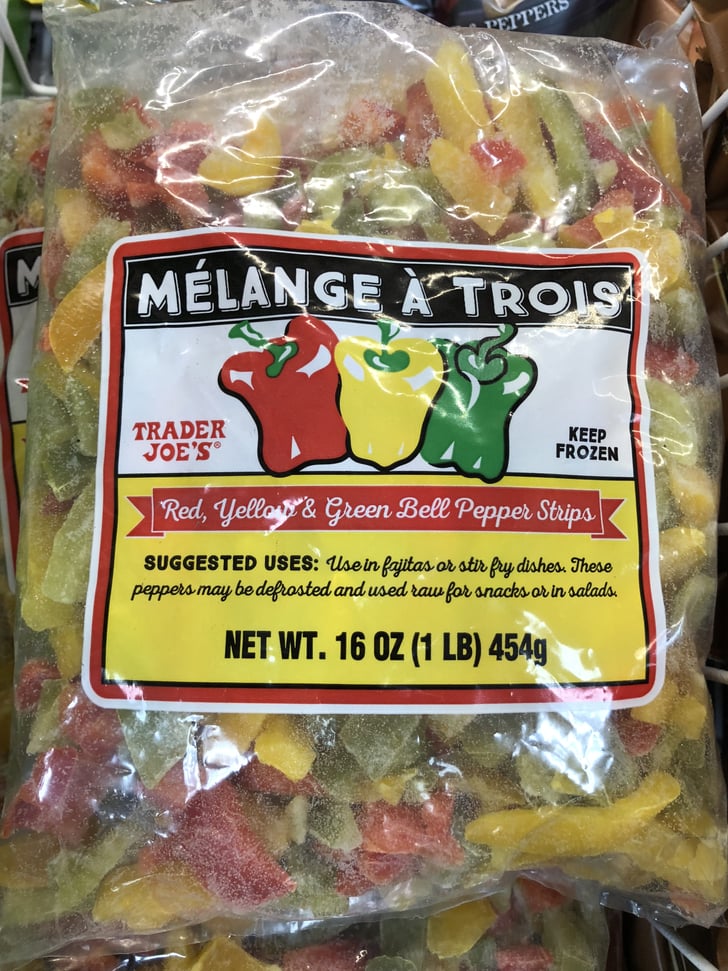 PEPPERS
M
MÉLANGE À TROIS
TRADER
JOE'S®
KEEP
FROZEN
Red, Yellow & Green Bell Pepper Strips
SUGGESTED USES: Use in fajitas or stir fry dishes. These
peppers may be defrosted and used raw for snacks or in salads.
NET WT. 16 OZ (1 LB) 454g